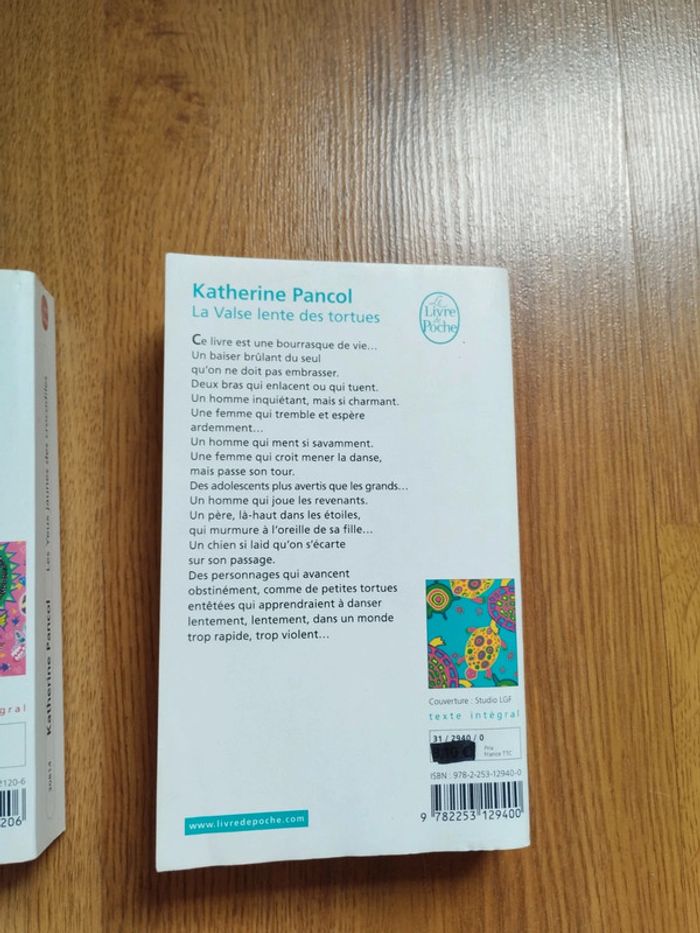 Katherine Pancol
La Valse lente des tortues
Le
Livre
de
Poche
Ce livre est une bourrasque de vie...
Un baiser brûlant du seul
qu'on ne doit pas embrasser.
Deux bras qui enlacent ou qui tuent.
Un homme inquiétant, mais si charmant.
Une femme qui tremble et espère
ardemment...
Un homme qui ment si savamment.
Une femme qui croit mener la danse,
mais passe son tour.
Des adolescents plus avertis que les grands...
Un homme qui joue les revenants.
Un père, là-haut dans les étoiles,
qui murmure à l'oreille de sa fille...
Un chien si laid qu'on s'écarte
sur son passage.
Des personnages qui avancent
obstinément, comme de petites tortues
entêtées qui apprendraient à danser
lentement, lentement, dans un monde
trop rapide, trop violent...
Couverture : Studio LGF
texte intégral
31 / 2940 / 0
Prix
France TTC
ISBN : 978-2-253-12940-0
9 782253 129400
www.livredepoche.com
Katherine Pancol Les Yeux jaunes des crocodiles
30814
égral
2120-6
206